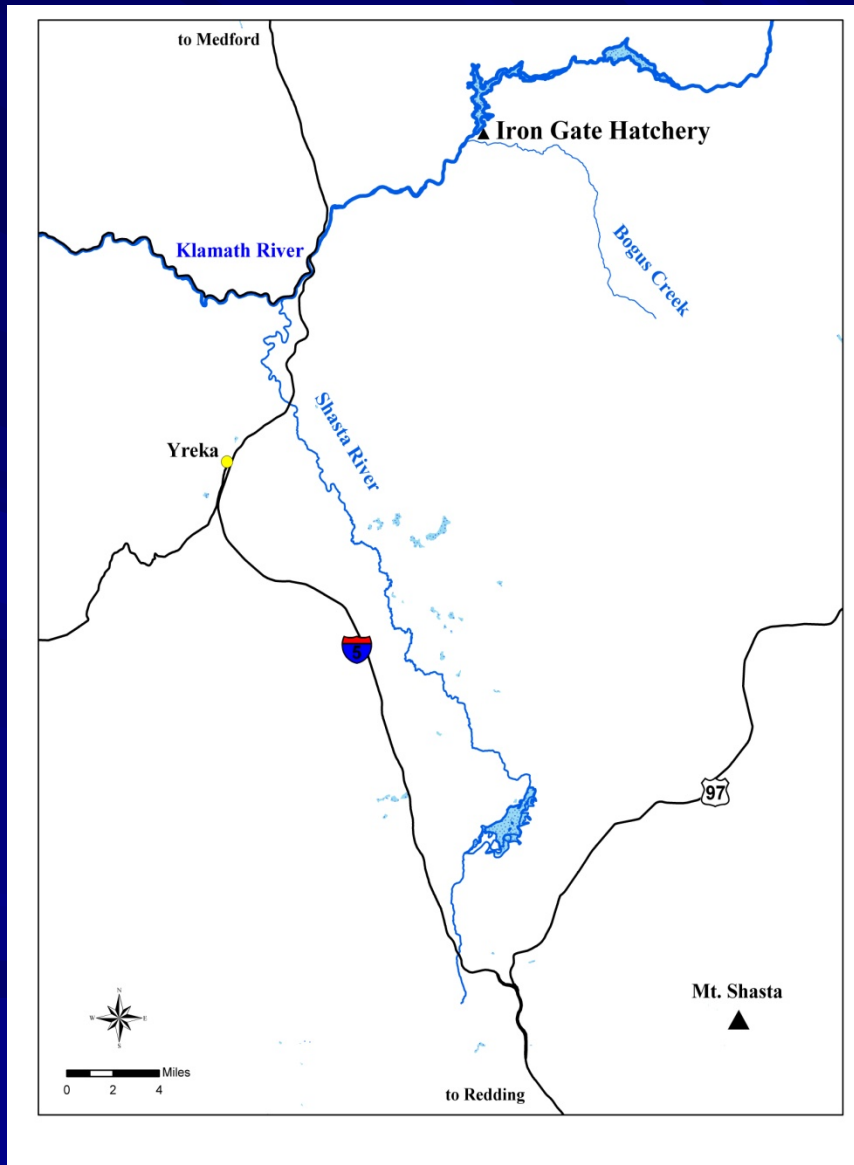 to Medford
Iron Gate Hatchery
Klamath River
Bogus Creek
Shasta River
Yreka
5
97
Mt. Shasta
N
W E
S
Miles
0 2 4
to Redding